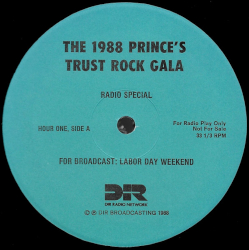 THE 1988 PRINCE'S
TRUST ROCK GALA
RADIO SPECIAL
HOUR ONE, SIDE A
For Radio Play Only
Not For Sale
33 1/3 RPM
FOR BROADCAST: LABOR DAY WEEKEND
DIR
DIR RADIO NETWORK
© ℗ DIR BROADCASTING 1988